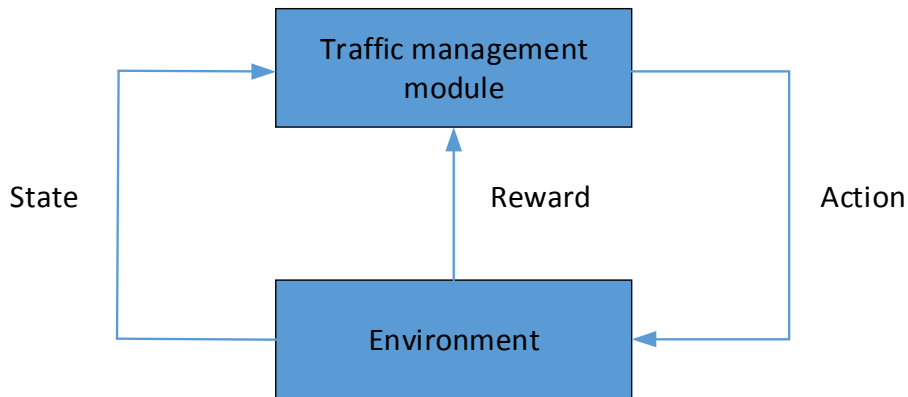 Traffic management
module
State
Reward
Action
Environment